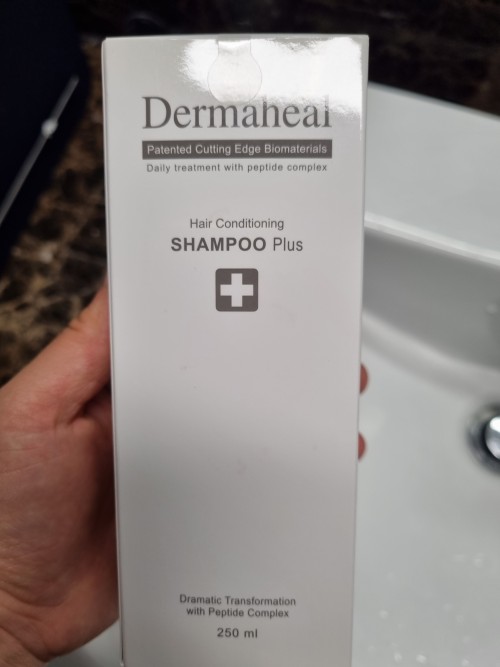 Dermaheal
Patented Cutting Edge Biomaterials
Daily treatment with peptide complex
Hair Conditioning
SHAMPOO Plus
Dramatic Transformation
with Peptide Complex
250 ml